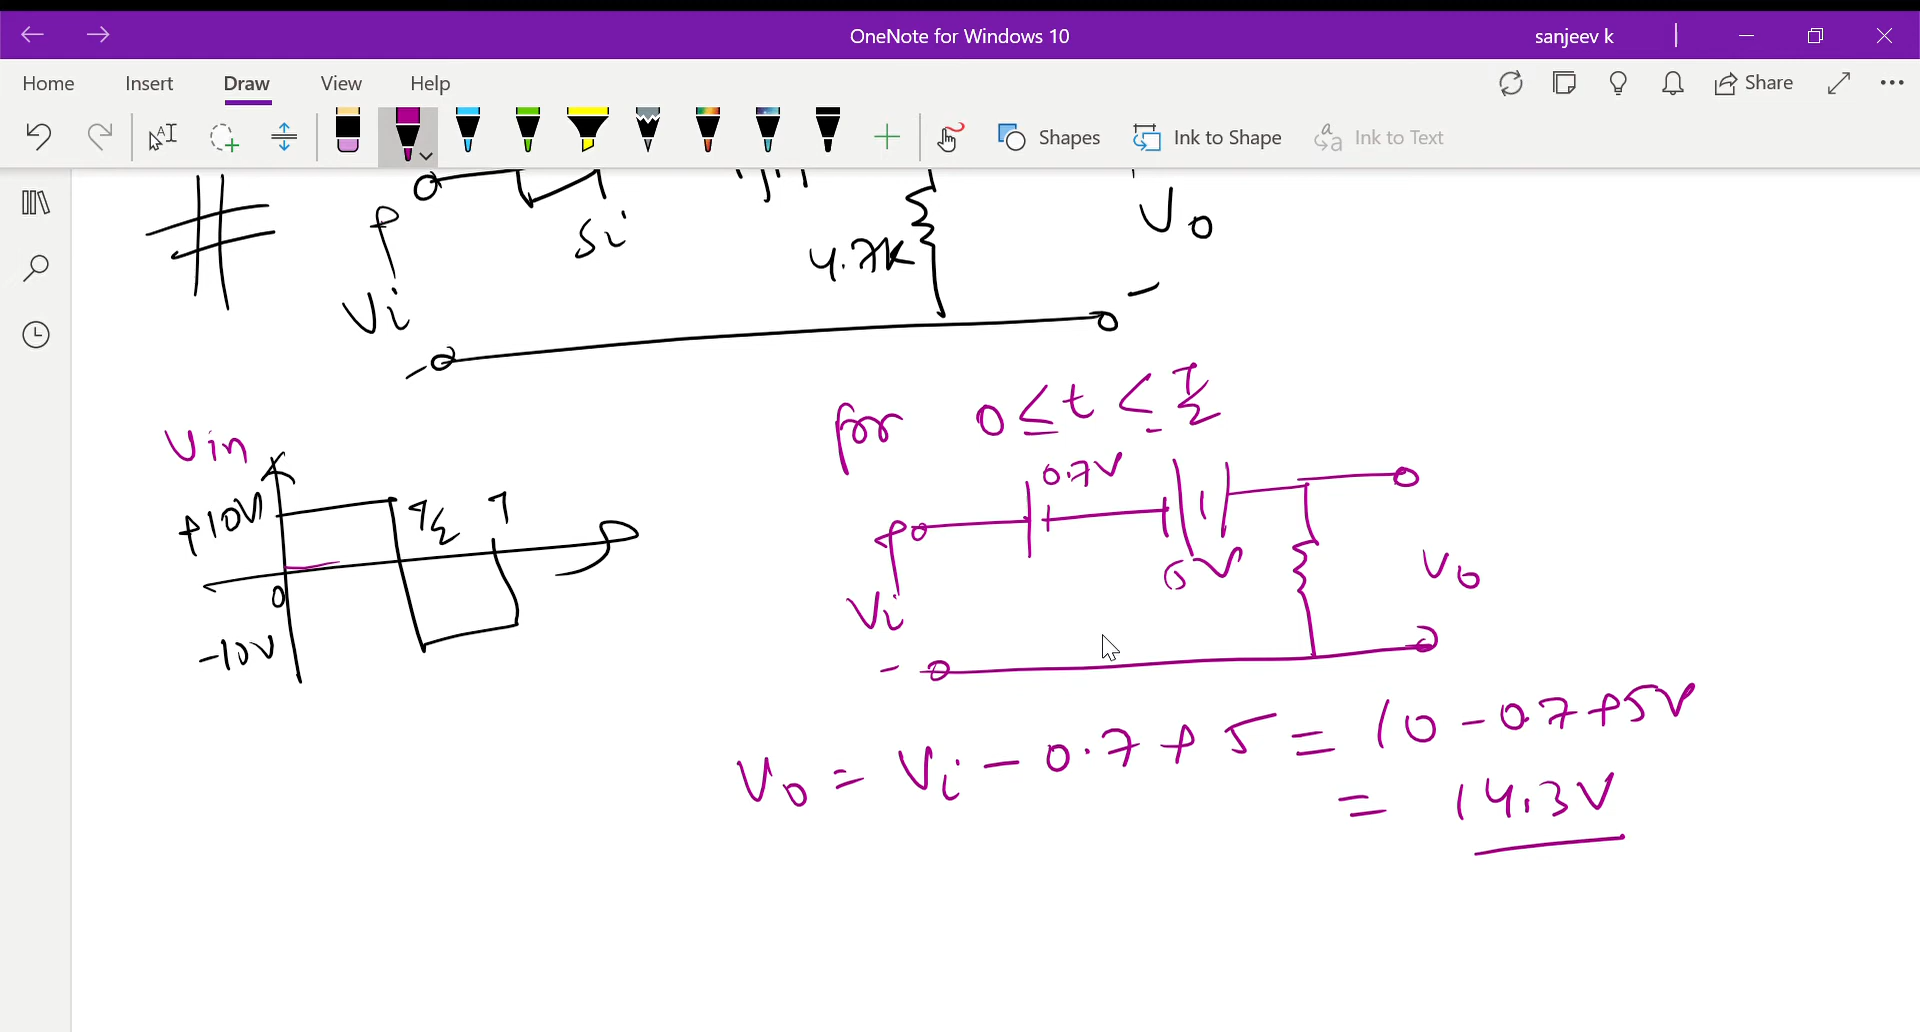 OneNote for Windows 10
sanjeev k
Home Insert Draw View Help
Share
Shapes Ink to Shape Ink to Text
Si
4.7K
Vo
Vi
-
-
for 0 ≤ t ≤ T/2
Vin
+10V
T/2 T
0
-10V
0.7V
5V
Vi
-
Vo
Vo = Vi - 0.7 + 5 = 10 - 0.7 + 5V
= 14.3V